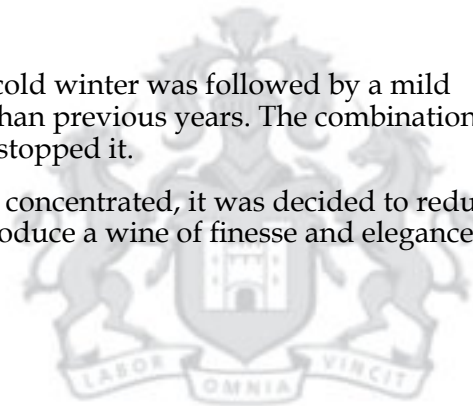 cold winter was followed by a mild
than previous years. The combination
stopped it.
concentrated, it was decided to redu
oduce a wine of finesse and elegance
LABOR OMNIA VINCIT